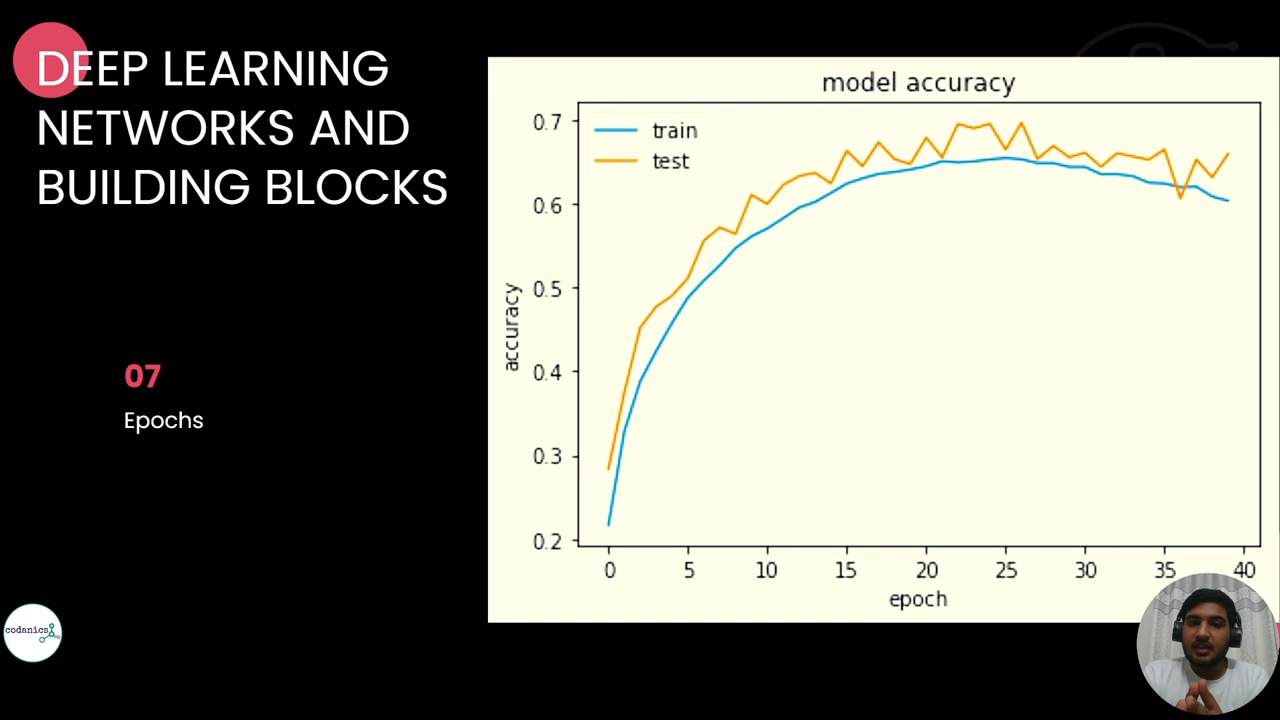 DEEP LEARNING
NETWORKS AND
BUILDING BLOCKS
07
Epochs
codanics
model accuracy
train
test
accuracy
0.7
0.6
0.5
0.4
0.3
0.2
0 5 10 15 20 25 30 35 40
epoch